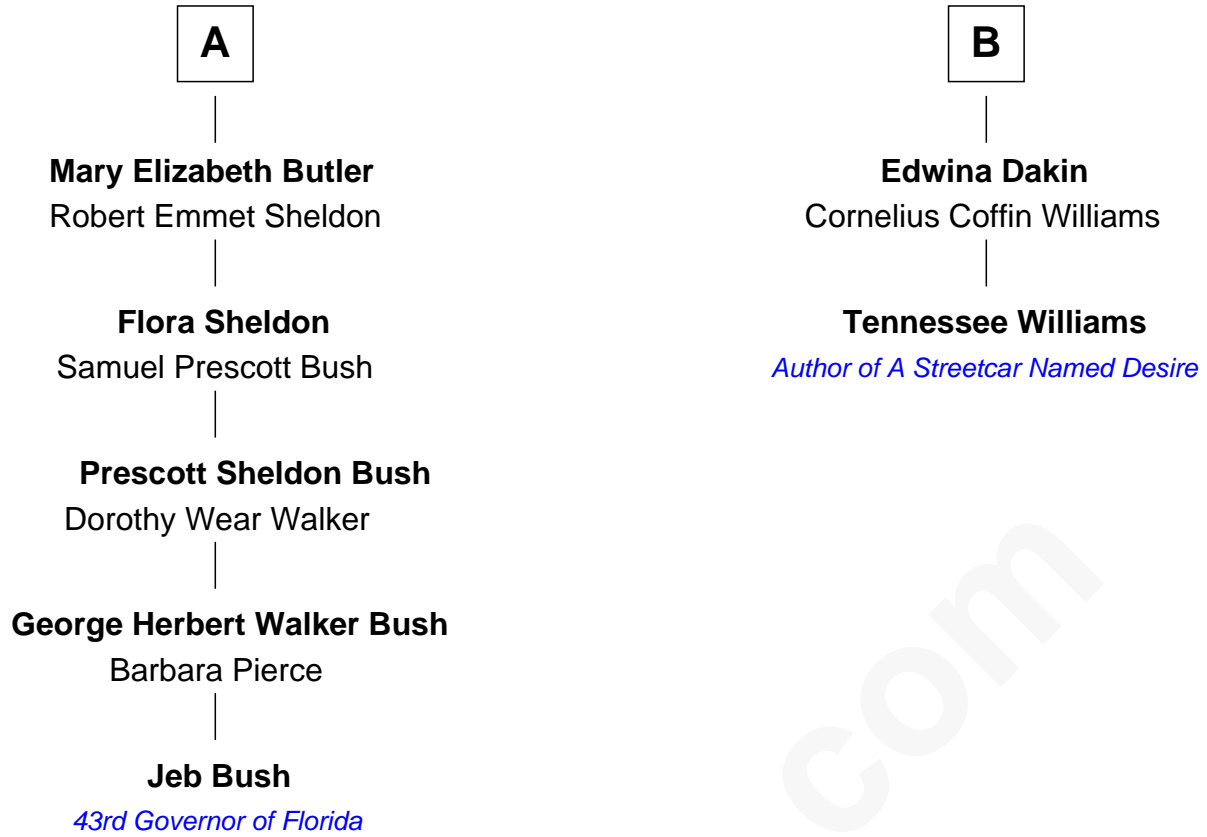 A
Mary Elizabeth Butler
Robert Emmet Sheldon
Flora Sheldon
Samuel Prescott Bush
Prescott Sheldon Bush
Dorothy Wear Walker
George Herbert Walker Bush
Barbara Pierce
Jeb Bush
43rd Governor of Florida
B
Edwina Dakin
Cornelius Coffin Williams
Tennessee Williams
Author of A Streetcar Named Desire
com